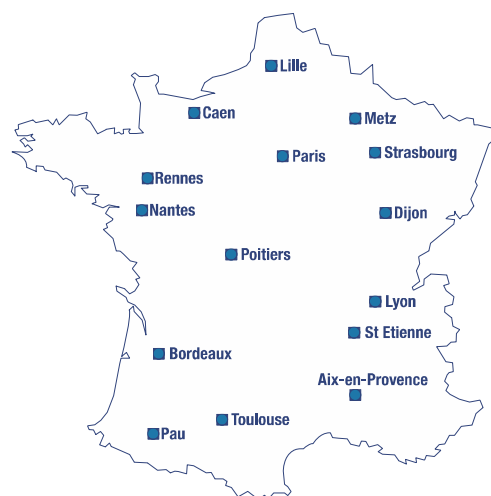 Lille
Caen
Metz
Strasbourg
Paris
Rennes
Nantes
Dijon
Poitiers
Lyon
St Etienne
Bordeaux
Aix-en-Provence
Toulouse
Pau